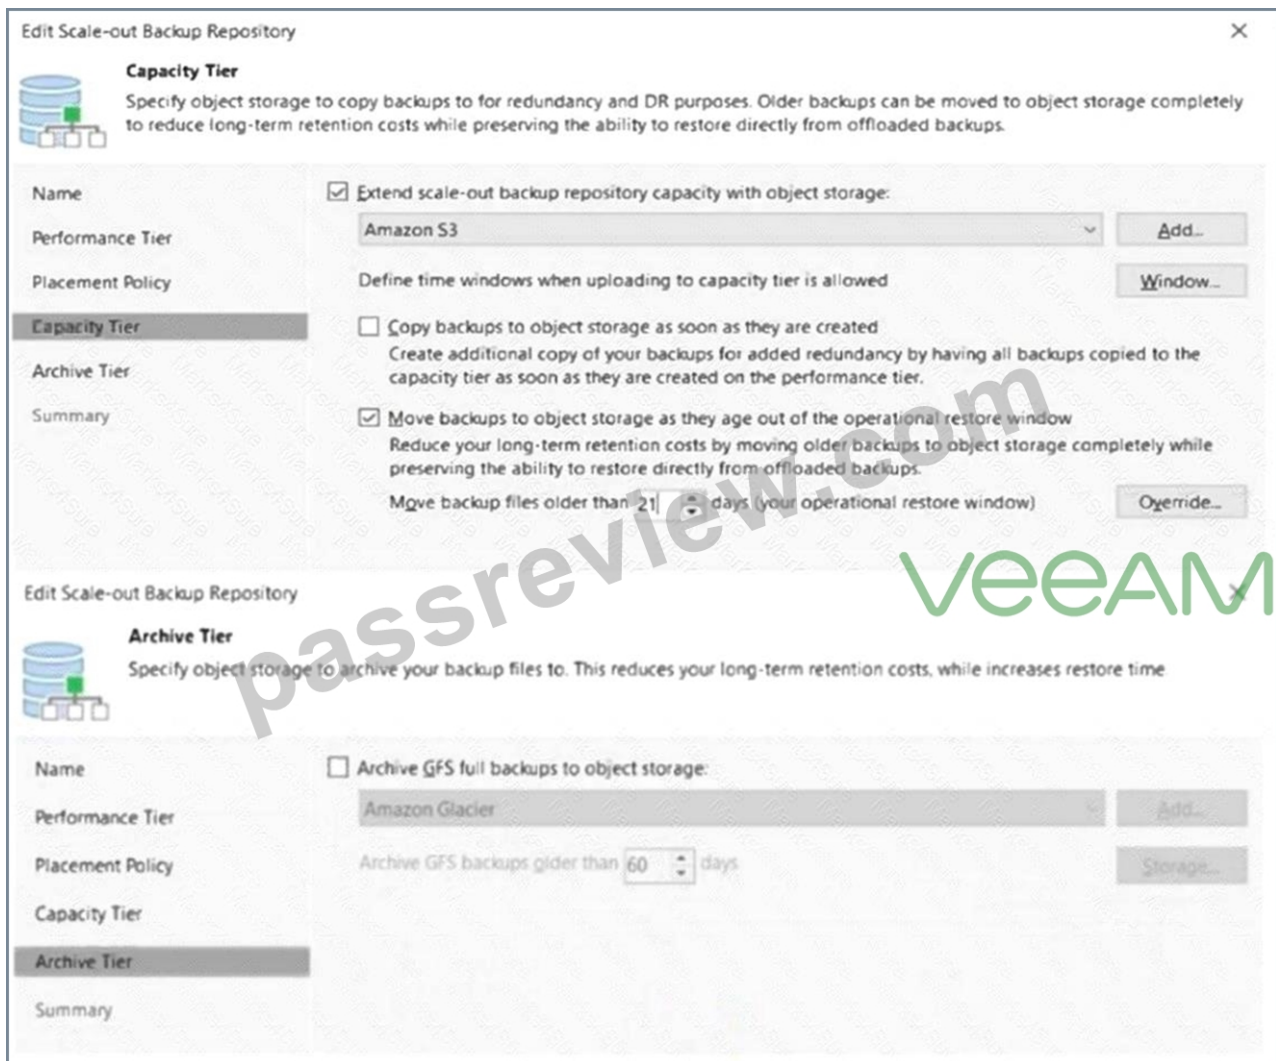 Edit Scale-out Backup Repository
Capacity Tier
Specify object storage to copy backups to for redundancy and DR purposes. Older backups can be moved to object storage completely
to reduce long-term retention costs while preserving the ability to restore directly from offloaded backups.
Name
Performance Tier
Placement Policy
Capacity Tier
Archive Tier
Summary
Extend scale-out backup repository capacity with object storage:
Amazon S3
Add...
Define time windows when uploading to capacity tier is allowed
Window...
Copy backups to object storage as soon as they are created
Create additional copy of your backups for added redundancy by having all backups copied to the
capacity tier as soon as they are created on the performance tier.
Move backups to object storage as they age out of the operational restore window
Reduce your long-term retention costs by moving older backups to object storage completely while
preserving the ability to restore directly from offloaded backups.
Move backup files older than 21 days (your operational restore window)
Override...
passreview.com
veeAM
Edit Scale-out Backup Repository
Archive Tier
Specify object storage to archive your backup files to. This reduces your long-term retention costs, while increases restore time
Name
Performance Tier
Placement Policy
Capacity Tier
Archive Tier
Summary
Archive GFS full backups to object storage:
Amazon Glacier
Add...
Archive GFS backups older than 60 days
Storage...